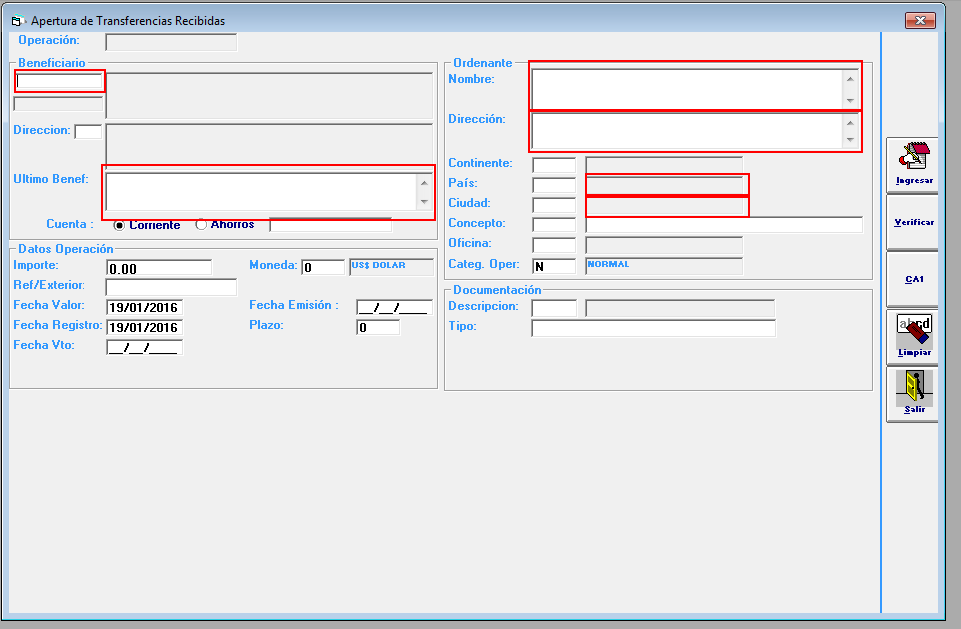 Apertura de Transferencias Recibidas
Operación:
Beneficiario
Direccion:
Ultimo Benef:
Cuenta : Corriente Ahorros
Datos Operación
Importe: 0.00 Moneda: 0 US$ DOLAR
Ref/Exterior:
Fecha Valor: 19/01/2016 Fecha Emisión : __/__/____
Fecha Registro: 19/01/2016 Plazo: 0
Fecha Vto: __/__/____
Ordenante
Nombre:
Dirección:
Continente:
País:
Ciudad:
Concepto:
Oficina:
Categ. Oper: N NORMAL
Documentación
Descripcion:
Tipo:
Ingresar
Verificar
CA1
abcd
Limpiar
Salir